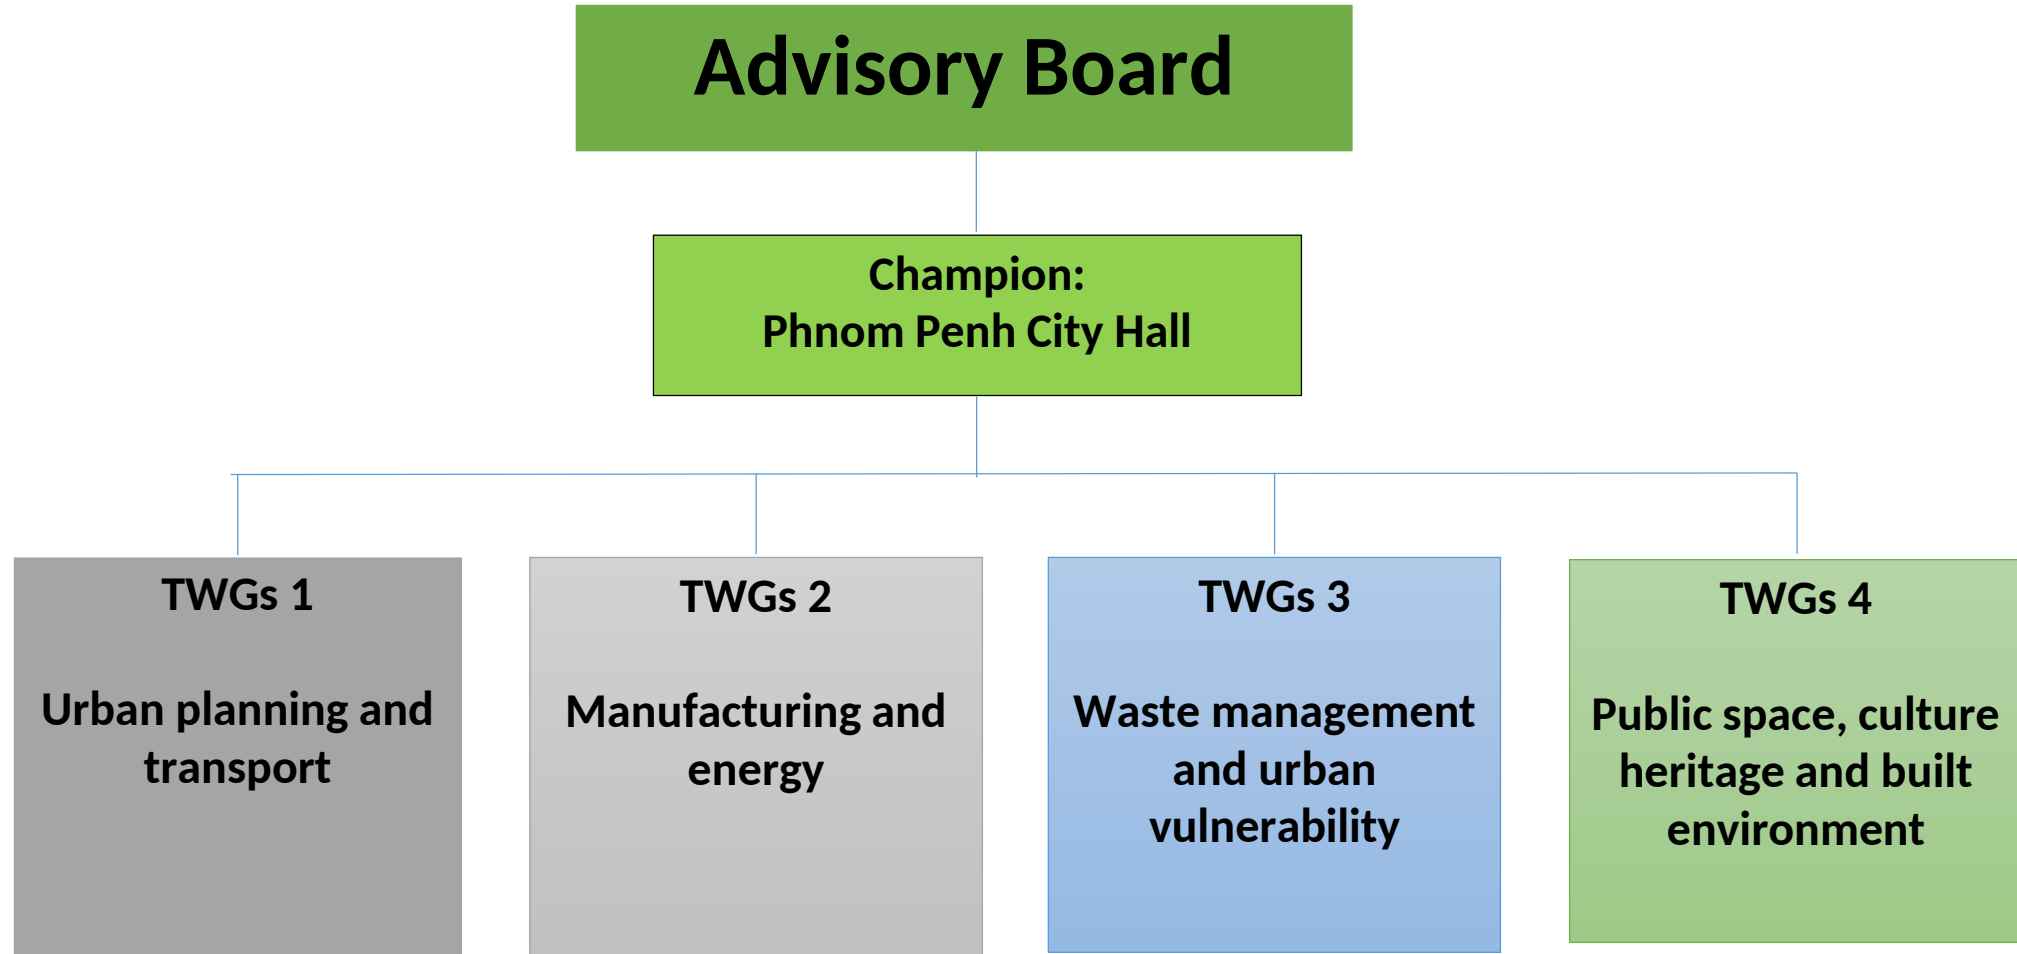 Advisory Board
Champion:
Phnom Penh City Hall
TWGs 1
Urban planning and
transport
TWGs 2
Manufacturing and
energy
TWGs 3
Waste management
and urban
vulnerability
TWGs 4
Public space, culture
heritage and built
environment